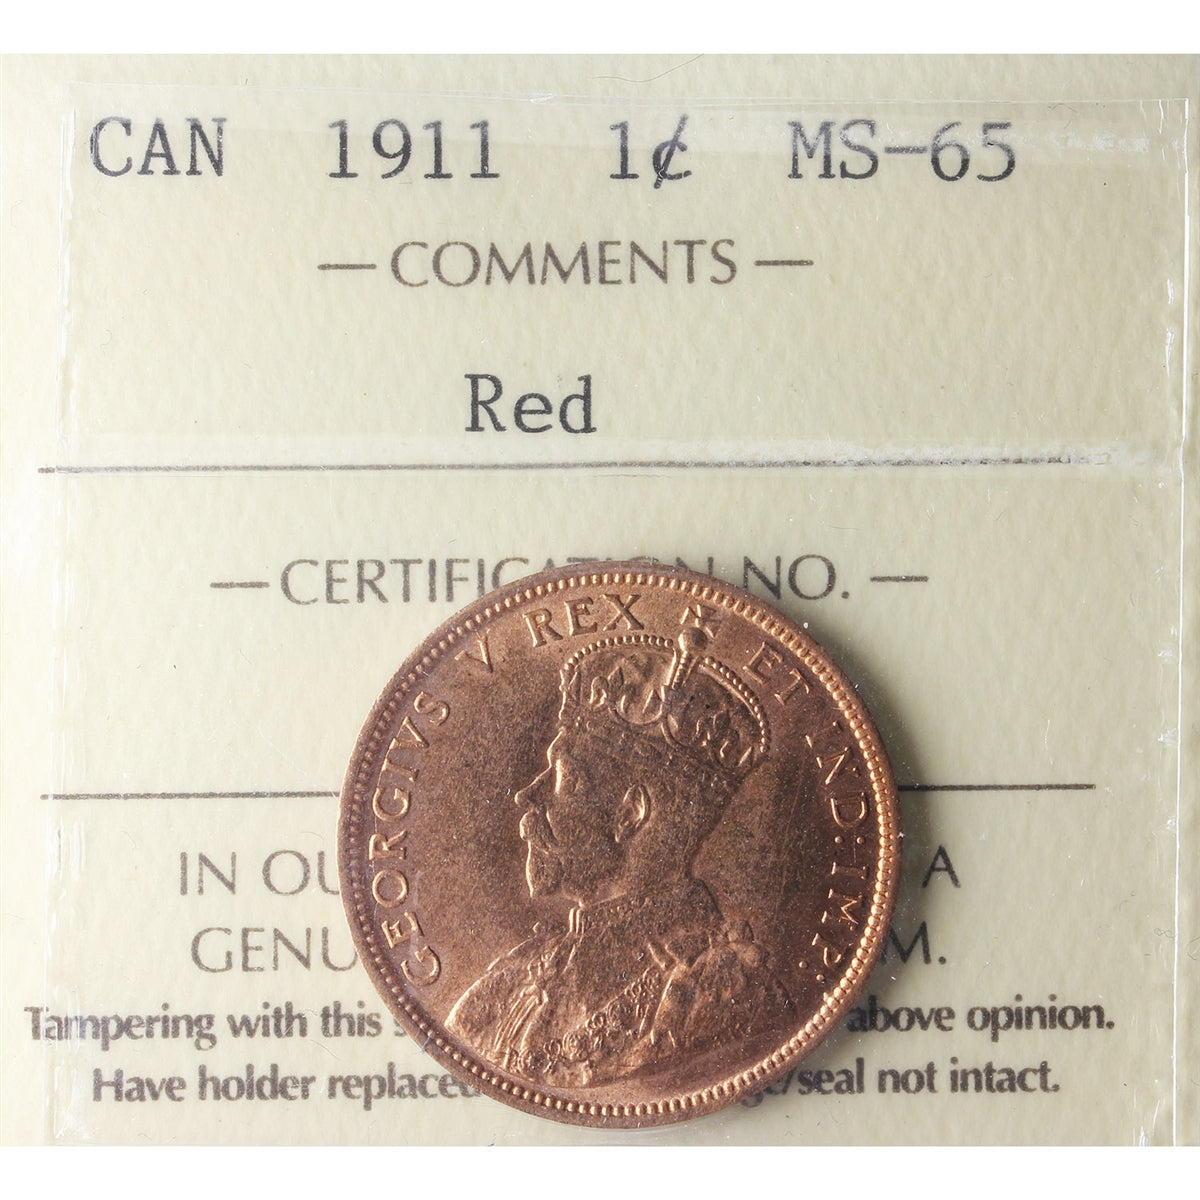 CAN 1911 1¢ MS-65
— COMMENTS —
Red
— CERTIFICATION NO. —
GEORGIVS V REX ET IND: IMP:
IN OU A
GENU M.
Tampering with this s above opinion.
Have holder replaced ge/seal not intact.